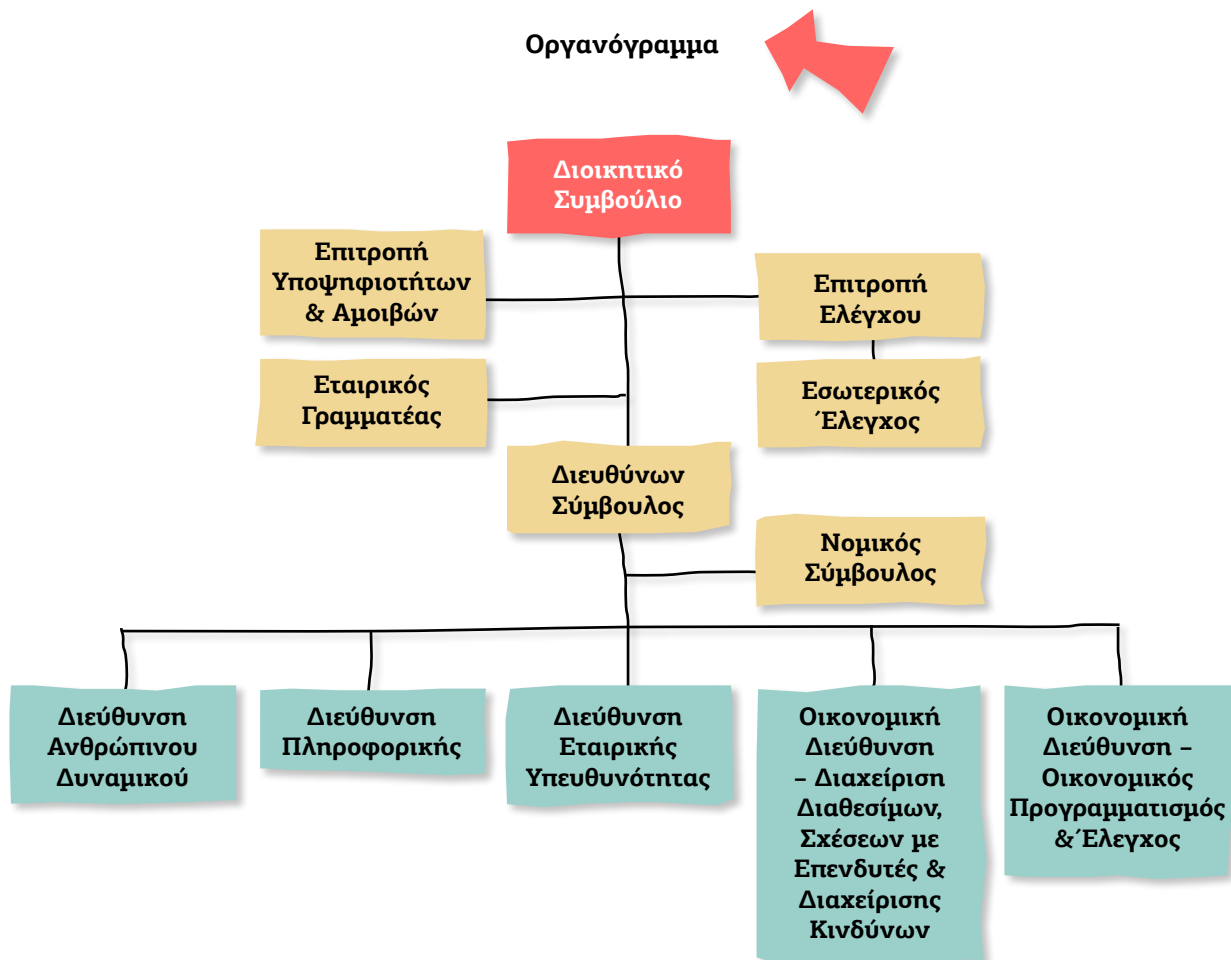 Οργανόγραμμα
Διοικητικό
Συμβούλιο
Επιτροπή
Υποψηφιοτήτων
& Αμοιβών
Επιτροπή
Ελέγχου
Εταιρικός
Γραμματέας
Εσωτερικός
Έλεγχος
Διευθύνων
Σύμβουλος
Νομικός
Σύμβουλος
Διεύθυνση
Ανθρώπινου
Δυναμικού
Διεύθυνση
Πληροφορικής
Διεύθυνση
Εταιρικής
Υπευθυνότητας
Οικονομική
Διεύθυνση
– Διαχείριση
Διαθεσίμων,
Σχέσεων με
Επενδυτές &
Διαχείρισης
Κινδύνων
Οικονομική
Διεύθυνση –
Οικονομικός
Προγραμματισμός
& Έλεγχος